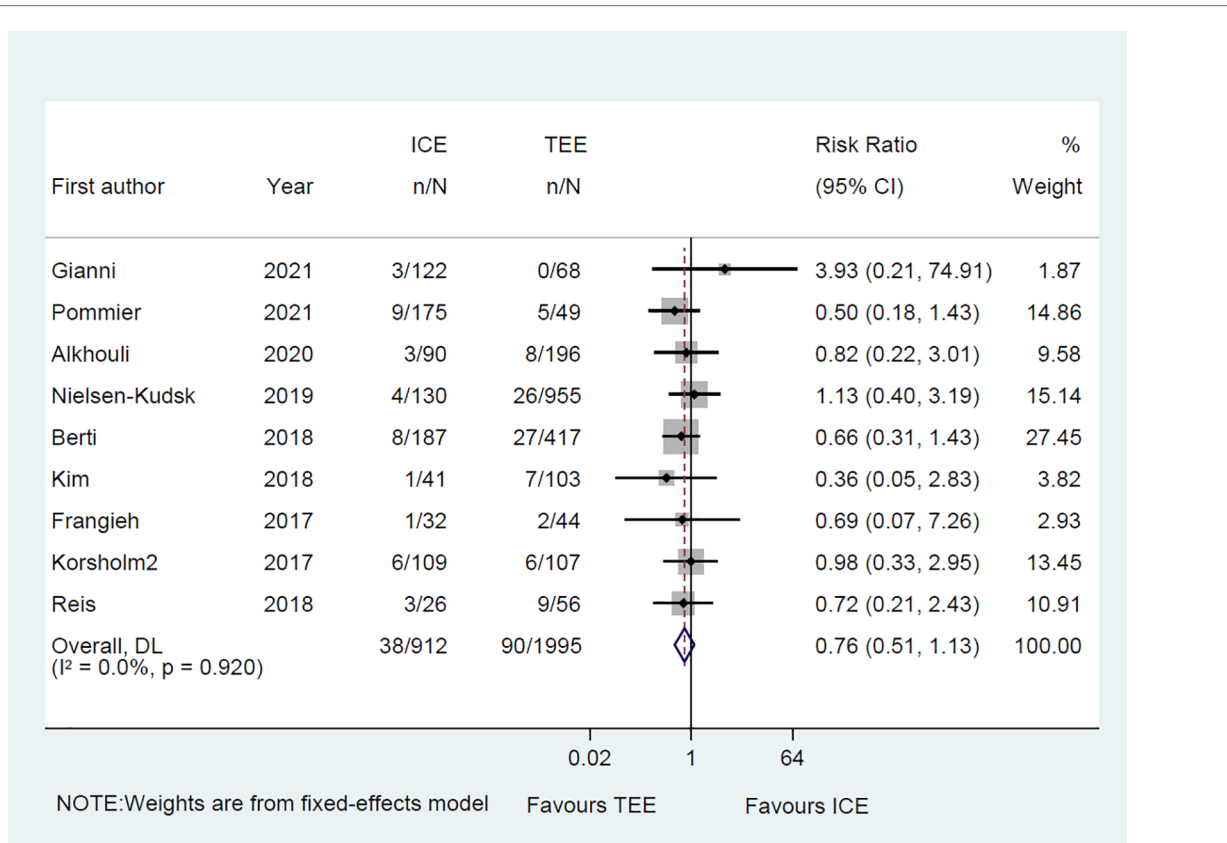 ICE TEE Risk Ratio %
First author Year n/N n/N (95% CI) Weight
Gianni 2021 3/122 0/68 3.93 (0.21, 74.91) 1.87
Pommier 2021 9/175 5/49 0.50 (0.18, 1.43) 14.86
Alkhouli 2020 3/90 8/196 0.82 (0.22, 3.01) 9.58
Nielsen-Kudsk 2019 4/130 26/955 1.13 (0.40, 3.19) 15.14
Berti 2018 8/187 27/417 0.66 (0.31, 1.43) 27.45
Kim 2018 1/41 7/103 0.36 (0.05, 2.83) 3.82
Frangieh 2017 1/32 2/44 0.69 (0.07, 7.26) 2.93
Korsholm2 2017 6/109 6/107 0.98 (0.33, 2.95) 13.45
Reis 2018 3/26 9/56 0.72 (0.21, 2.43) 10.91
Overall, DL 38/912 90/1995 0.76 (0.51, 1.13) 100.00
(I² = 0.0%, p = 0.920)
0.02 1 64
NOTE:Weights are from fixed-effects model Favours TEE Favours ICE